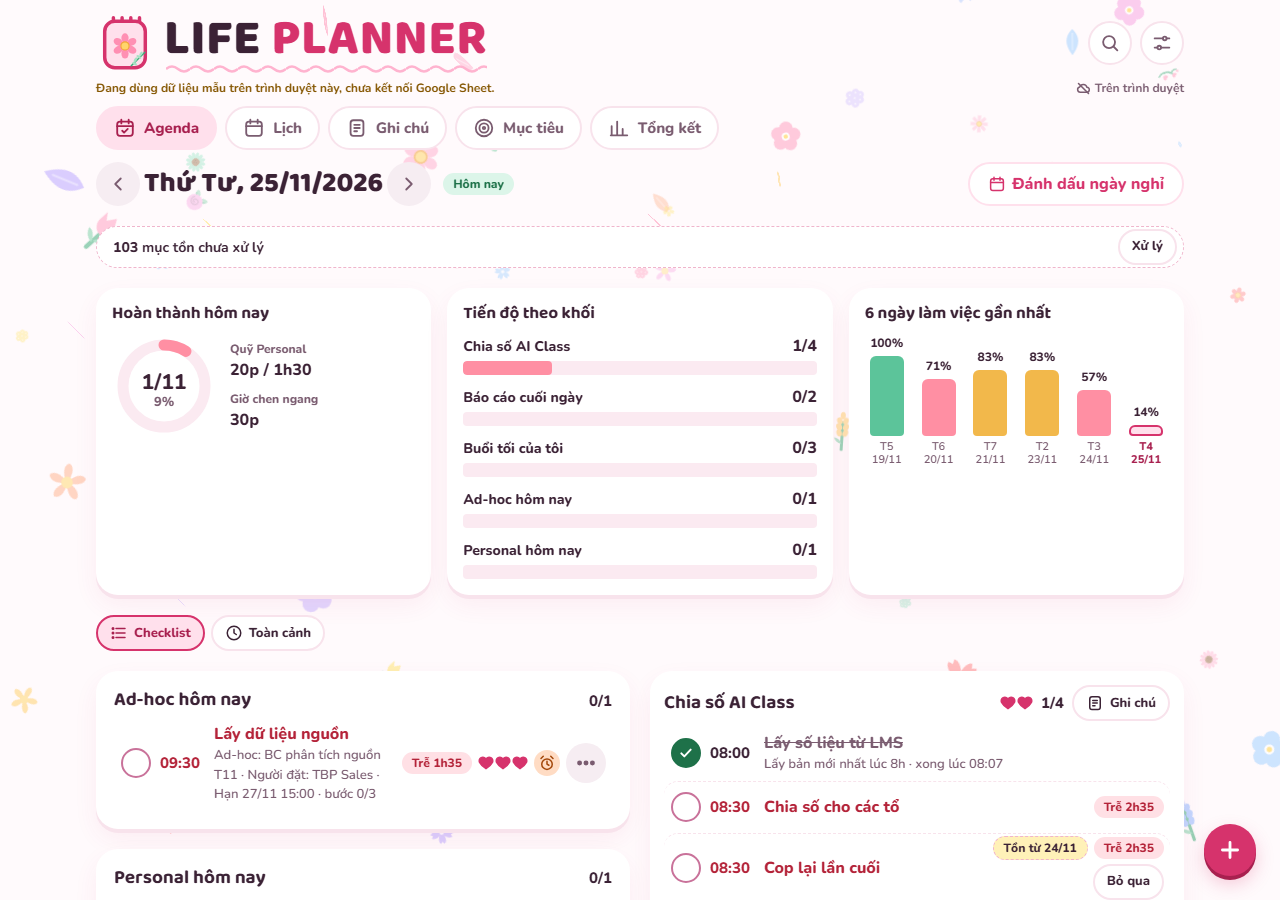 LIFE PLANNER
Đang dùng dữ liệu mẫu trên trình duyệt này, chưa kết nối Google Sheet.
Trên trình duyệt
Agenda
Lịch
Ghi chú
Mục tiêu
Tổng kết
Thứ Tư, 25/11/2026
Hôm nay
Đánh dấu ngày nghỉ
103 mục tồn chưa xử lý
Xử lý
Hoàn thành hôm nay
1/11
9%
Quỹ Personal
20p / 1h30
Giờ chen ngang
30p
Tiến độ theo khối
Chia số AI Class 1/4
Báo cáo cuối ngày 0/2
Buổi tối của tôi 0/3
Ad-hoc hôm nay 0/1
Personal hôm nay 0/1
6 ngày làm việc gần nhất
100% 71% 83% 83% 57% 14%
T5 T6 T7 T2 T3 T4
19/11 20/11 21/11 23/11 24/11 25/11
Checklist
Toàn cảnh
Ad-hoc hôm nay 0/1
Lấy dữ liệu nguồn
09:30
Ad-hoc: BC phân tích nguồn
T11 · Người đặt: TBP Sales ·
Hạn 27/11 15:00 · bước 0/3
Trễ 1h35
Personal hôm nay 0/1
Chia số AI Class 1/4 Ghi chú
08:00 Lấy số liệu từ LMS
Lấy bản mới nhất lúc 8h · xong lúc 08:07
08:30 Chia số cho các tổ Trễ 2h35
08:30 Cop lại lần cuối Tồn từ 24/11 Trễ 2h35
Bỏ qua